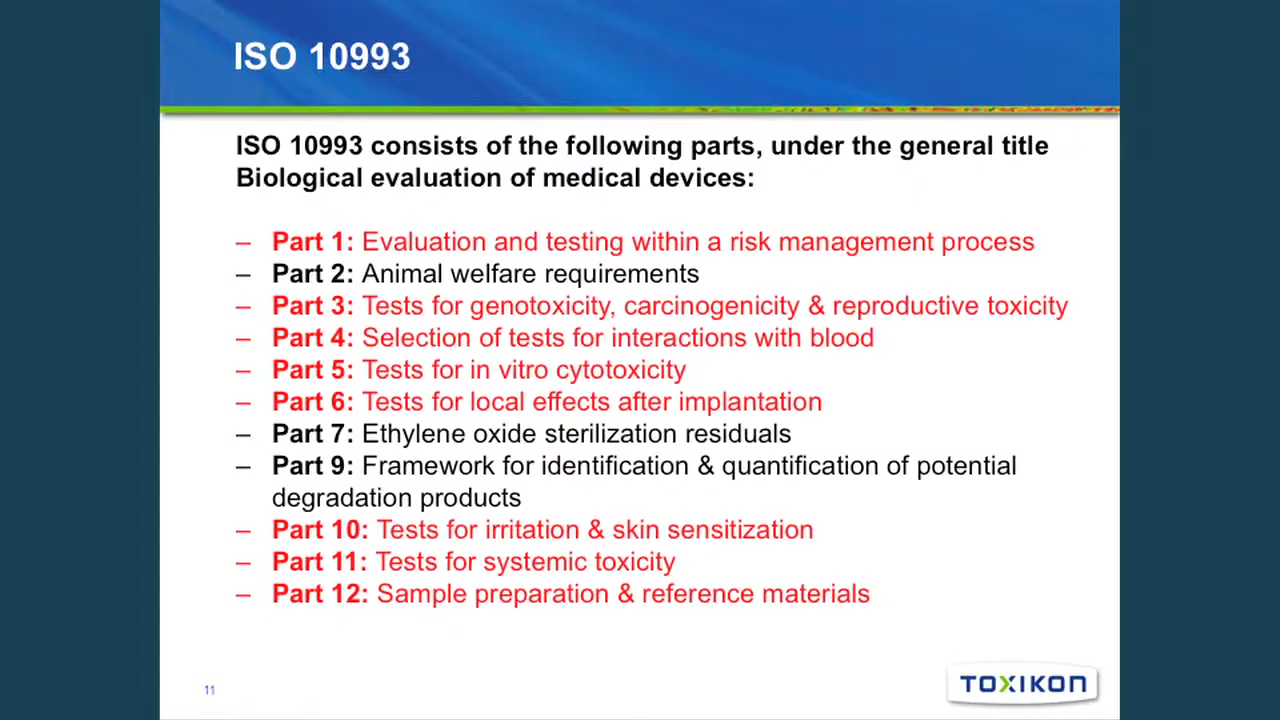 ISO 10993
ISO 10993 consists of the following parts, under the general title
Biological evaluation of medical devices:
– Part 1: Evaluation and testing within a risk management process
– Part 2: Animal welfare requirements
– Part 3: Tests for genotoxicity, carcinogenicity & reproductive toxicity
– Part 4: Selection of tests for interactions with blood
– Part 5: Tests for in vitro cytotoxicity
– Part 6: Tests for local effects after implantation
– Part 7: Ethylene oxide sterilization residuals
– Part 9: Framework for identification & quantification of potential
degradation products
– Part 10: Tests for irritation & skin sensitization
– Part 11: Tests for systemic toxicity
– Part 12: Sample preparation & reference materials
11
TOXIKON